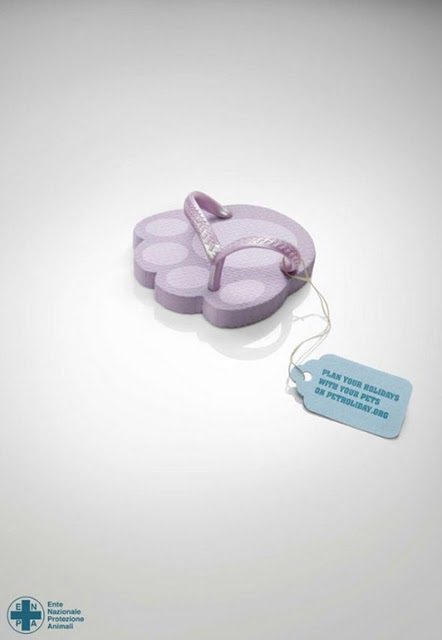 PLAN YOUR HOLIDAYS
WITH YOUR PETS
ON PETHOLIDAY.ORG
E N
P A
Ente
Nazionale
Protezione
Animali